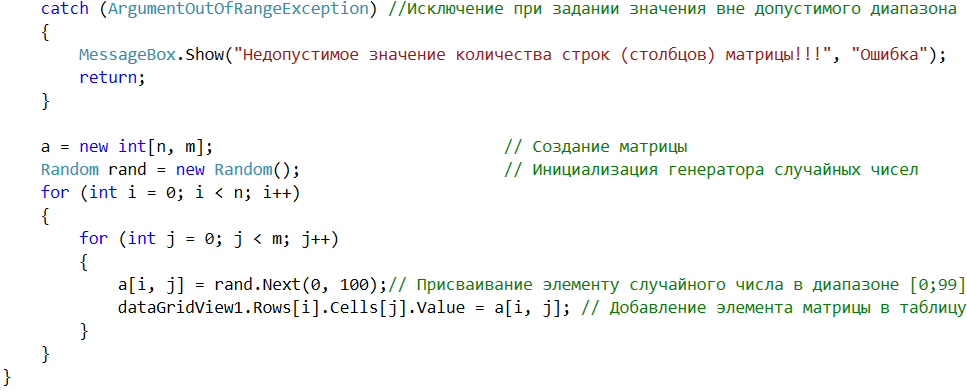 catch (ArgumentOutOfRangeException) //Исключение при задании значения вне допустимого диапазона
{
MessageBox.Show("Недопустимое значение количества строк (столбцов) матрицы!!!", "Ошибка");
return;
}
a = new int[n, m]; // Создание матрицы
Random rand = new Random(); // Инициализация генератора случайных чисел
for (int i = 0; i < n; i++)
{
for (int j = 0; j < m; j++)
{
a[i, j] = rand.Next(0, 100);// Присваивание элементу случайного числа в диапазоне [0;99]
dataGridView1.Rows[i].Cells[j].Value = a[i, j]; // Добавление элемента матрицы в таблицу
}
}
}